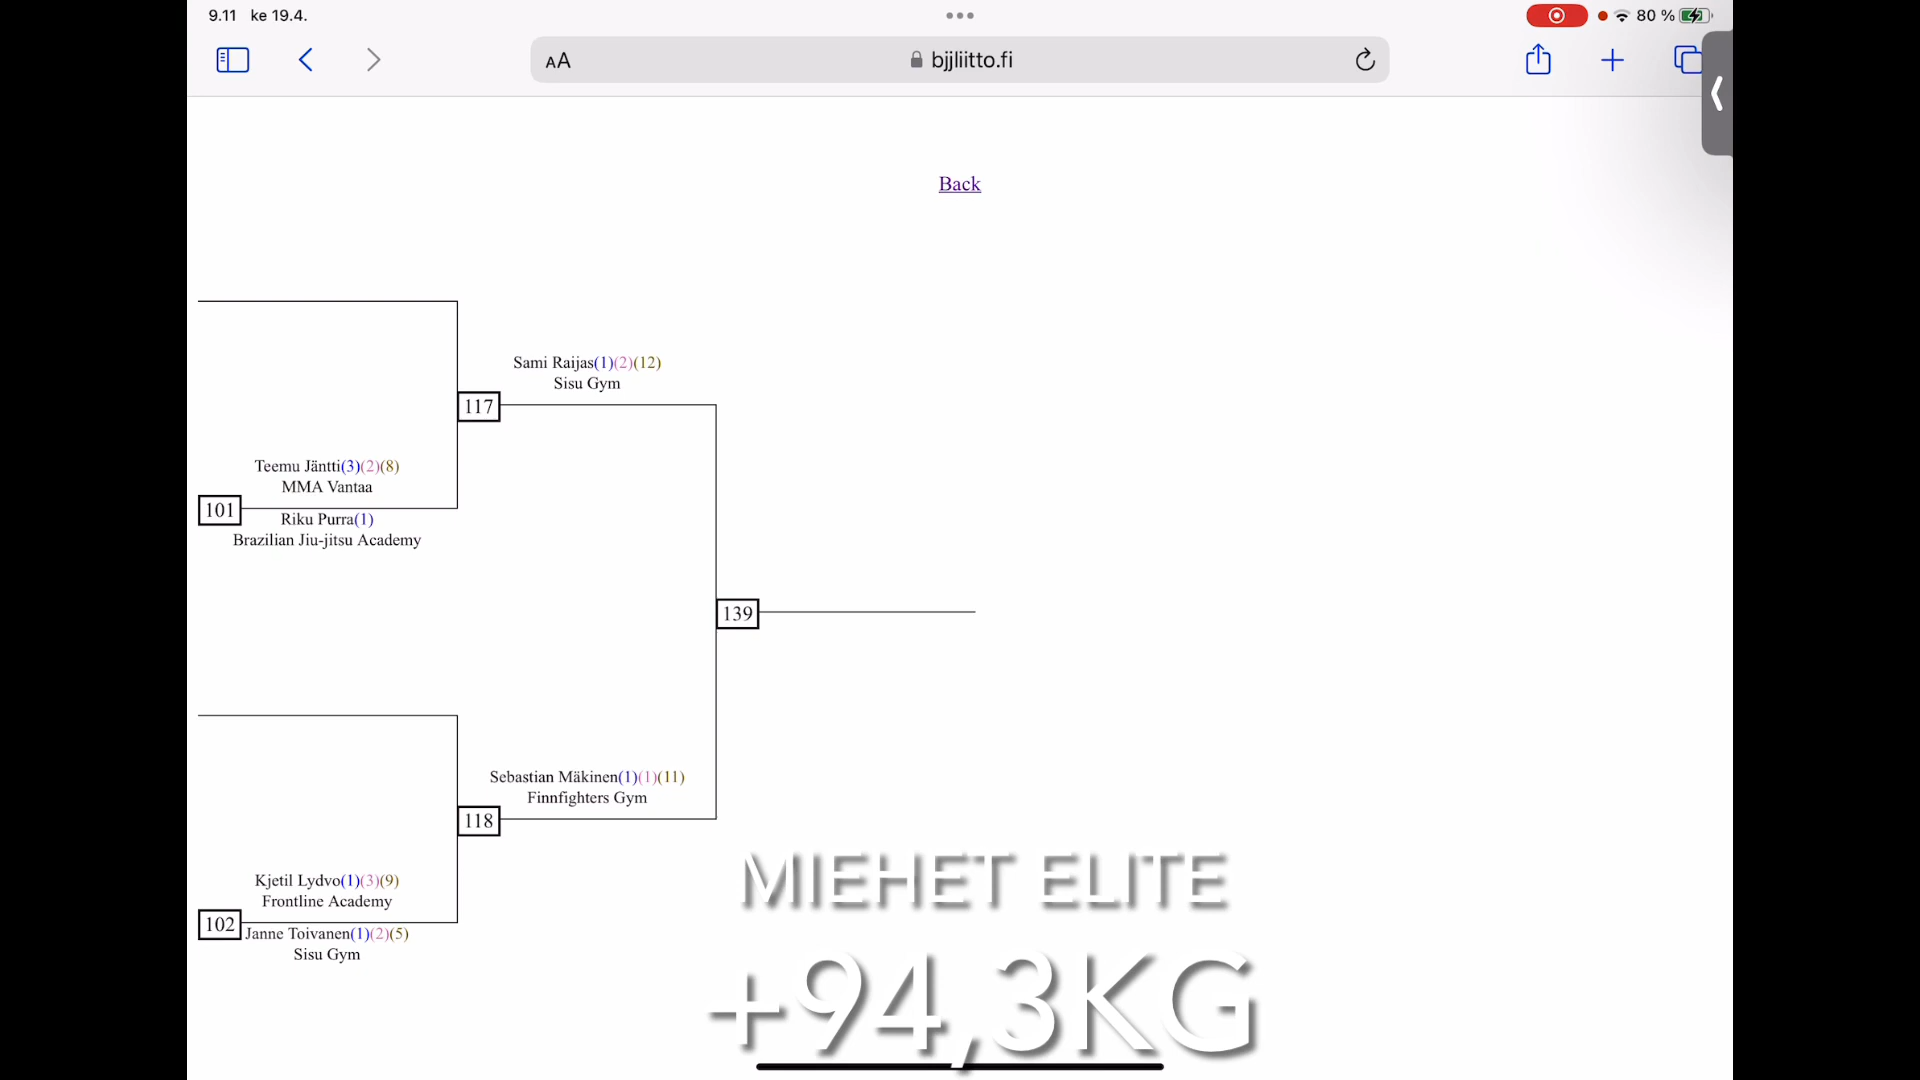 9.11 ke 19.4.
80 %
AA
bjjliitto.fi
Back
Sami Raijas(1)(2)(12)
Sisu Gym
117
Teemu Jäntti(3)(2)(8)
MMA Vantaa
101
Riku Purra(1)
Brazilian Jiu-jitsu Academy
139
Sebastian Mäkinen(1)(1)(11)
Finnfighters Gym
118
Kjetil Lydvo(1)(3)(9)
Frontline Academy
102
Janne Toivanen(1)(2)(5)
Sisu Gym
MIEHET ELITE
+94,3KG